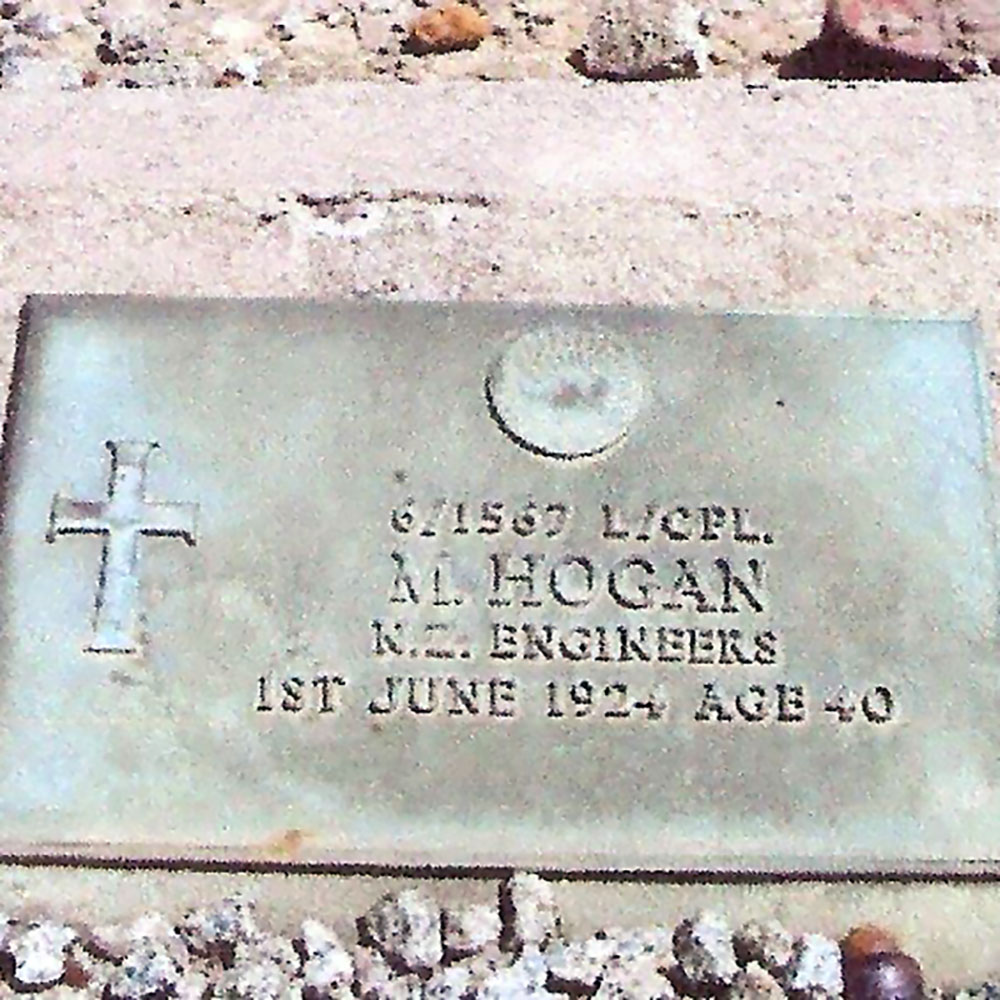 6/1567 L/CPL.
M. HOGAN
N.Z. ENGINEERS
1ST JUNE 1924 AGE 40